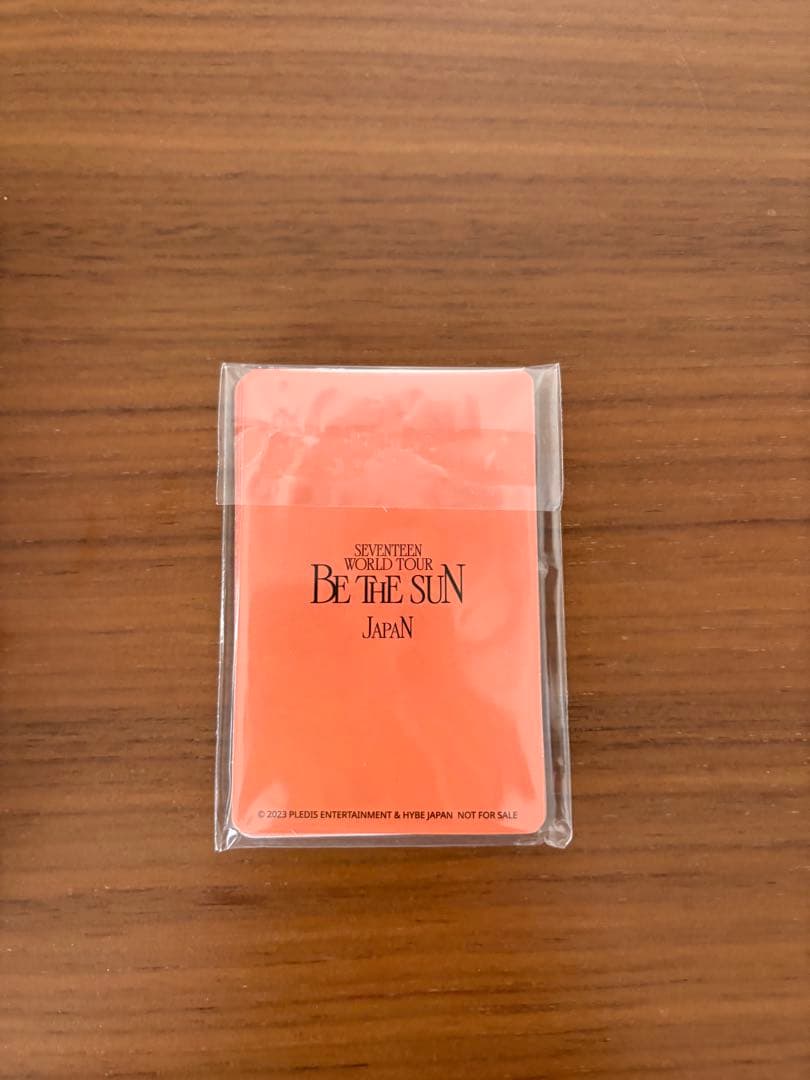 SEVENTEEN
WORLD TOUR
BE THE SUN
JAPAN
© 2023 PLEDIS ENTERTAINMENT & HYBE JAPAN NOT FOR SALE